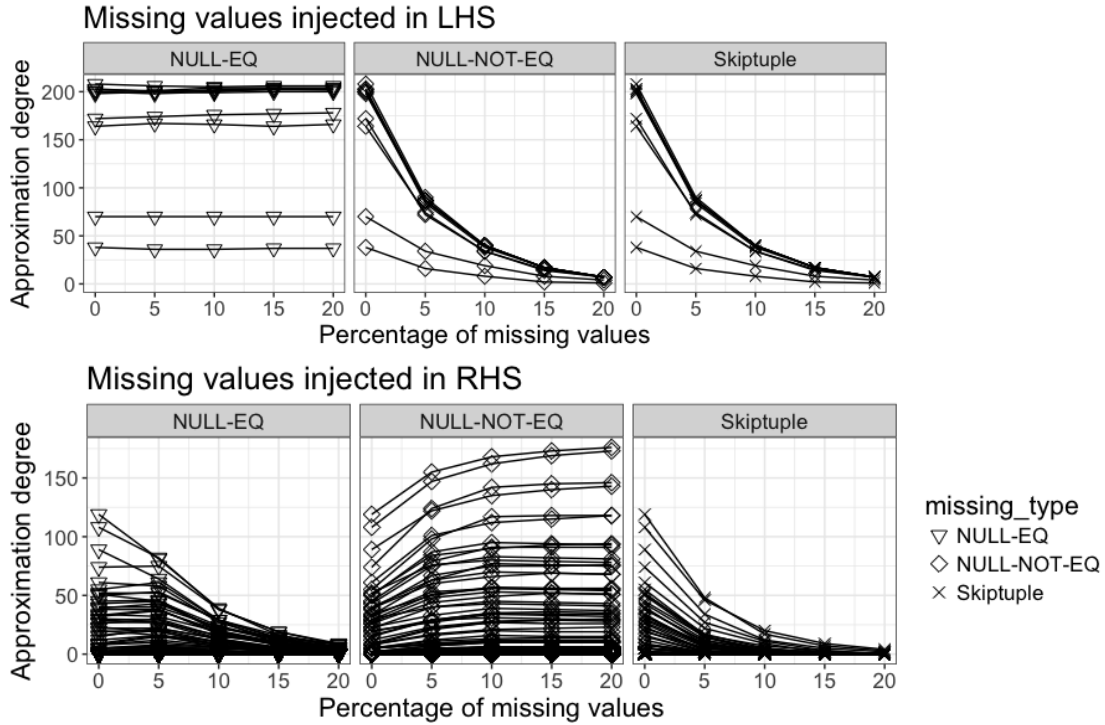 Missing values injected in LHS
NULL-EQ NULL-NOT-EQ Skiptuple
Approximation degree
200
150
100
50
0
0 5 10 15 20 0 5 10 15 20 0 5 10 15 20
Percentage of missing values
Missing values injected in RHS
NULL-EQ NULL-NOT-EQ Skiptuple
Approximation degree
150
100
50
0
0 5 10 15 20 0 5 10 15 20 0 5 10 15 20
Percentage of missing values
missing_type
NULL-EQ
NULL-NOT-EQ
Skiptuple